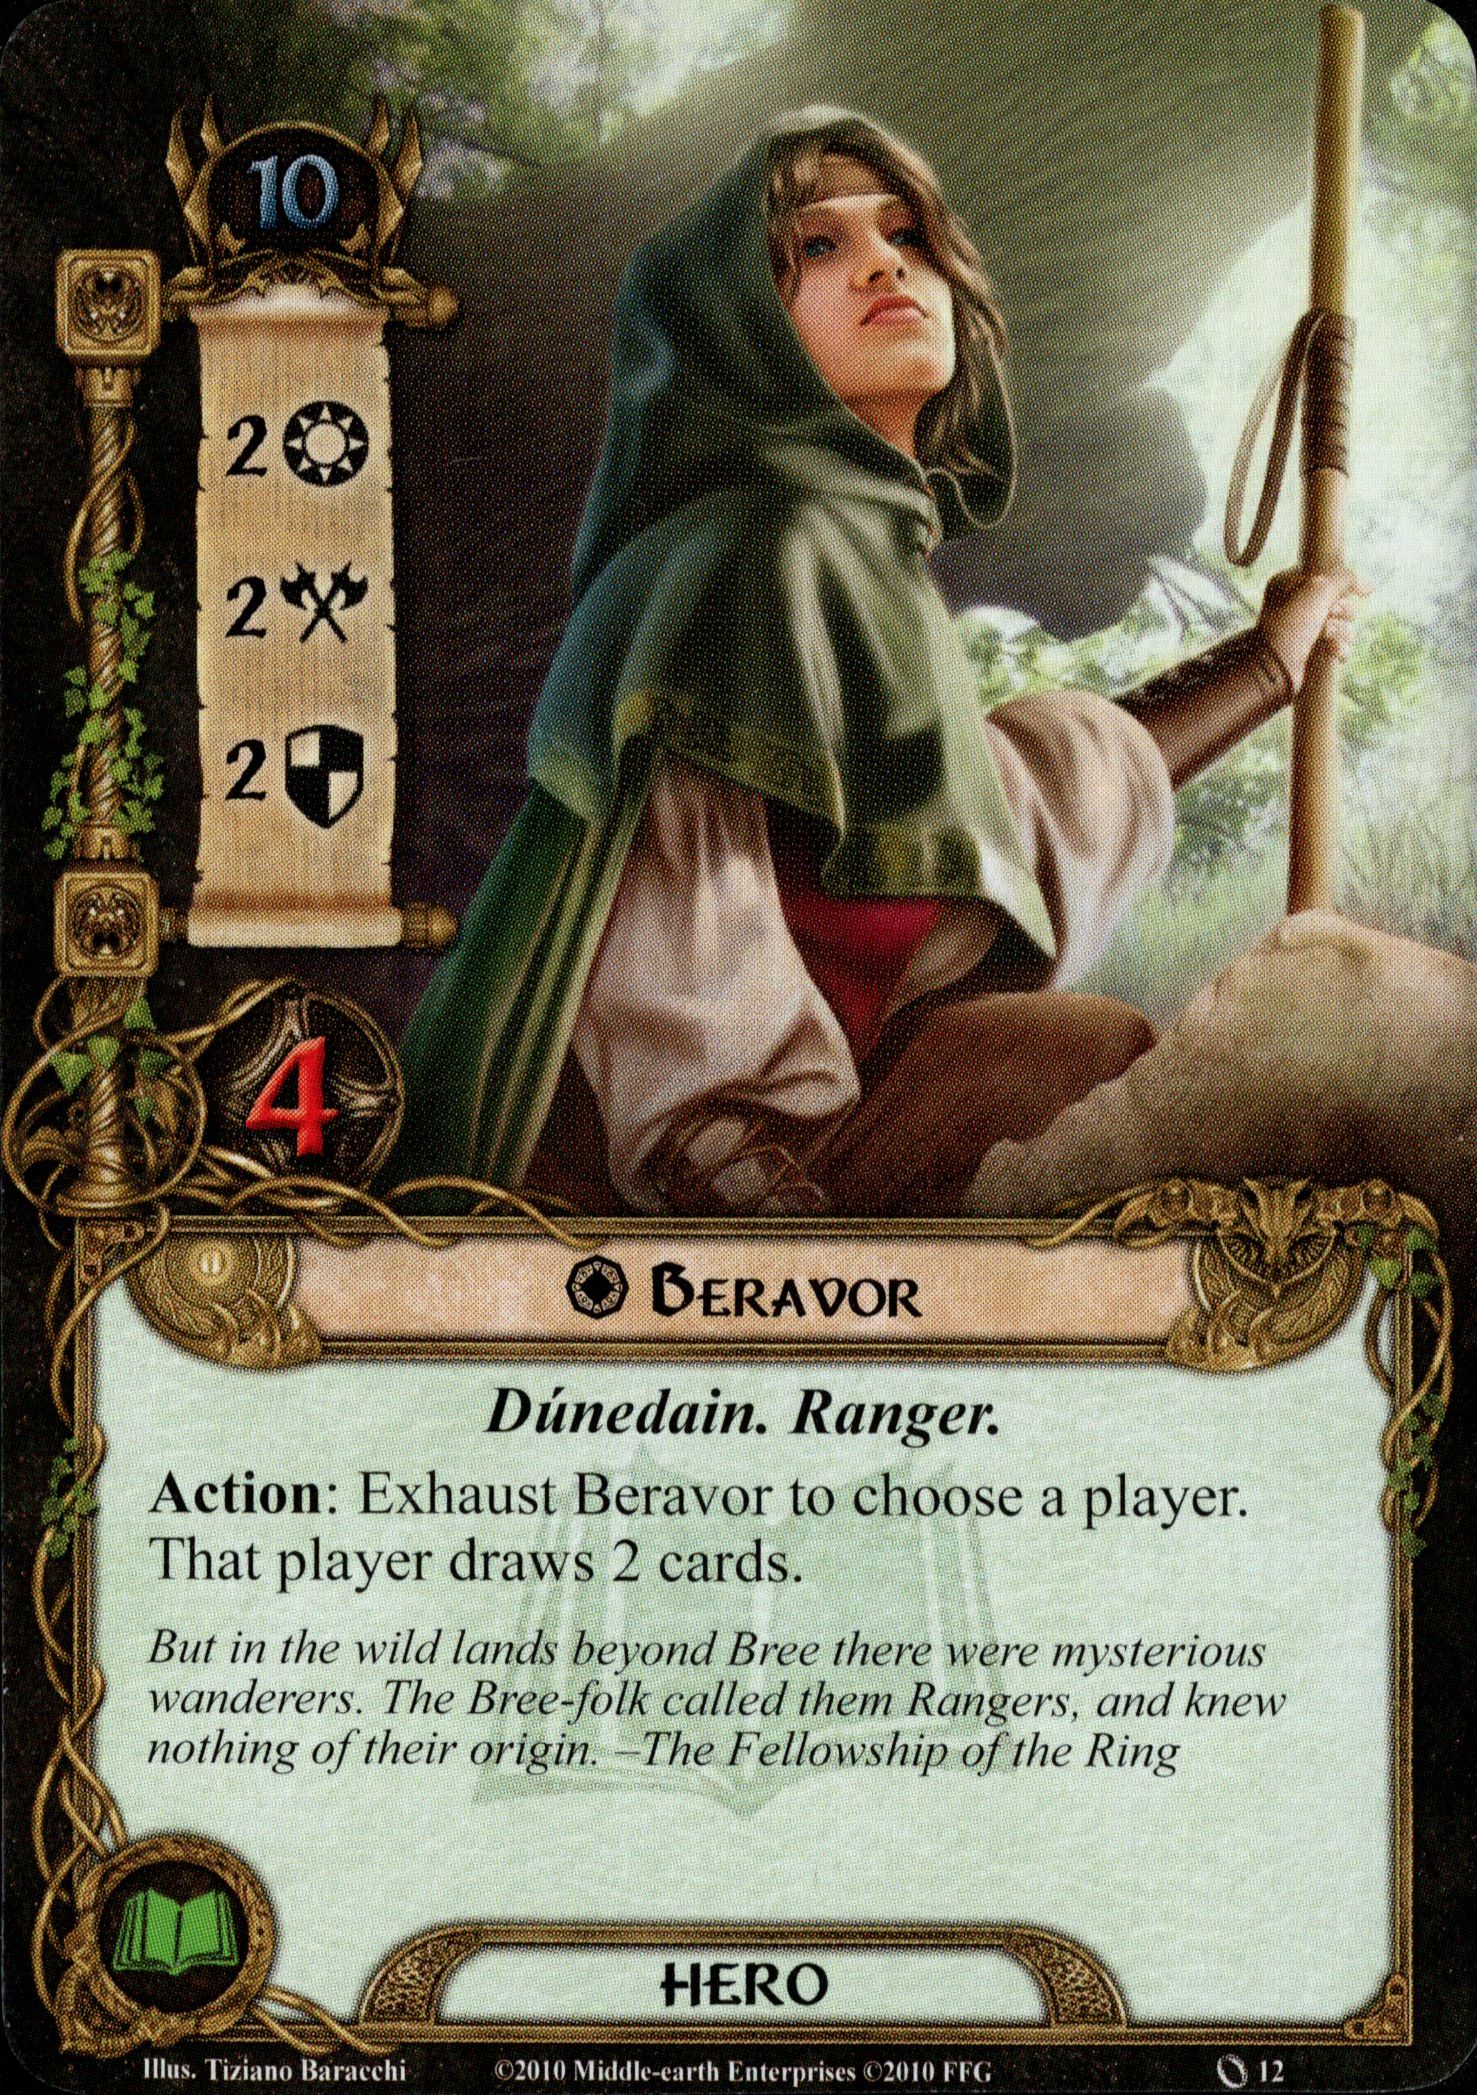 10
2
2
2
4
BERAVOR
Dúnedain. Ranger.
Action: Exhaust Beravor to choose a player.
That player draws 2 cards.
But in the wild lands beyond Bree there were mysterious
wanderers. The Bree-folk called them Rangers, and knew
nothing of their origin. –The Fellowship of the Ring
HERO
Illus. Tiziano Baracchi
©2010 Middle-earth Enterprises ©2010 FFG
12